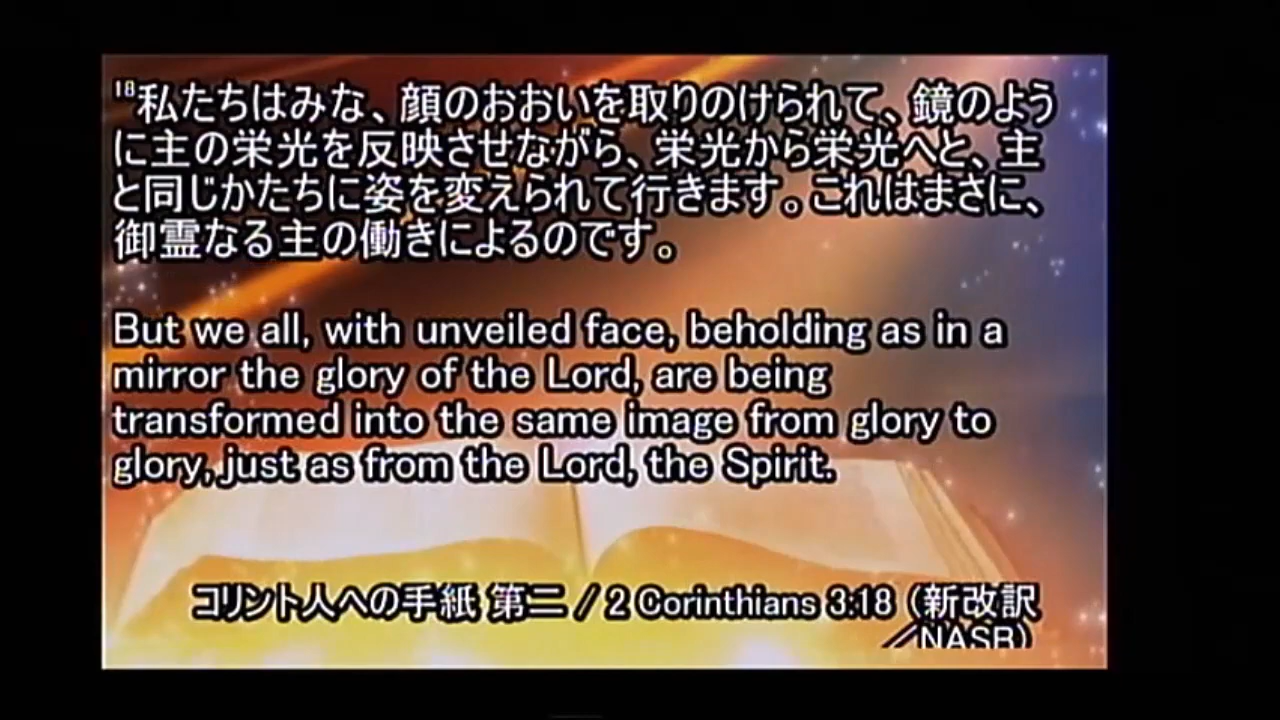 18私たちはみな、顔のおおいを取りのけられて、鏡のよう
に主の栄光を反映させながら、栄光から栄光へと、主
と同じかたちに姿を変えられて行きます。これはまさに、
御霊なる主の働きによるのです。
But we all, with unveiled face, beholding as in a
mirror the glory of the Lord, are being
transformed into the same image from glory to
glory, just as from the Lord, the Spirit.
コリント人への手紙 第二 / 2 Corinthians 3:18 (新改訳
/NASB)